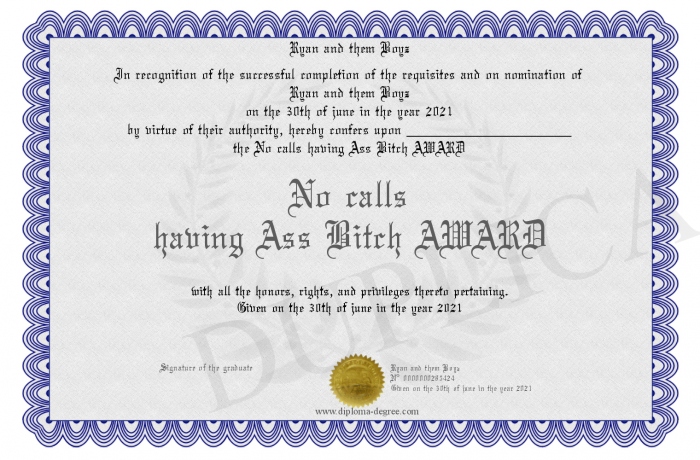 Ryan and them Boyz
In recognition of the successful completion of the requisites and on nomination of
Ryan and them Boyz
on the 30th of june in the year 2021
by virtue of their authority, hereby confers upon ____________________
the No calls having Ass Bitch AWARD
No calls
having Ass Bitch AWARD
with all the honors, rights, and privileges thereto pertaining.
Given on the 30th of june in the year 2021
DUPLICA
Signature of the graduate
Ryan and them Boyz
Nº 0000000285424
Given on the 30th of june in the year 2021
www.diploma-degree.com